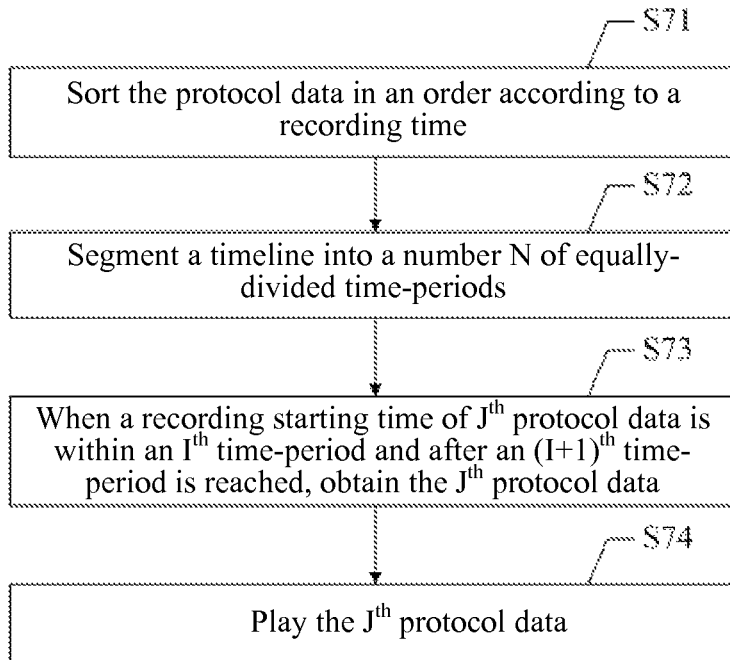 S71
Sort the protocol data in an order according to a
recording time
S72
Segment a timeline into a number N of equally-
divided time-periods
S73
When a recording starting time of Jth protocol data is
within an Ith time-period and after an (I+1)th time-
period is reached, obtain the Jth protocol data
S74
Play the Jth protocol data